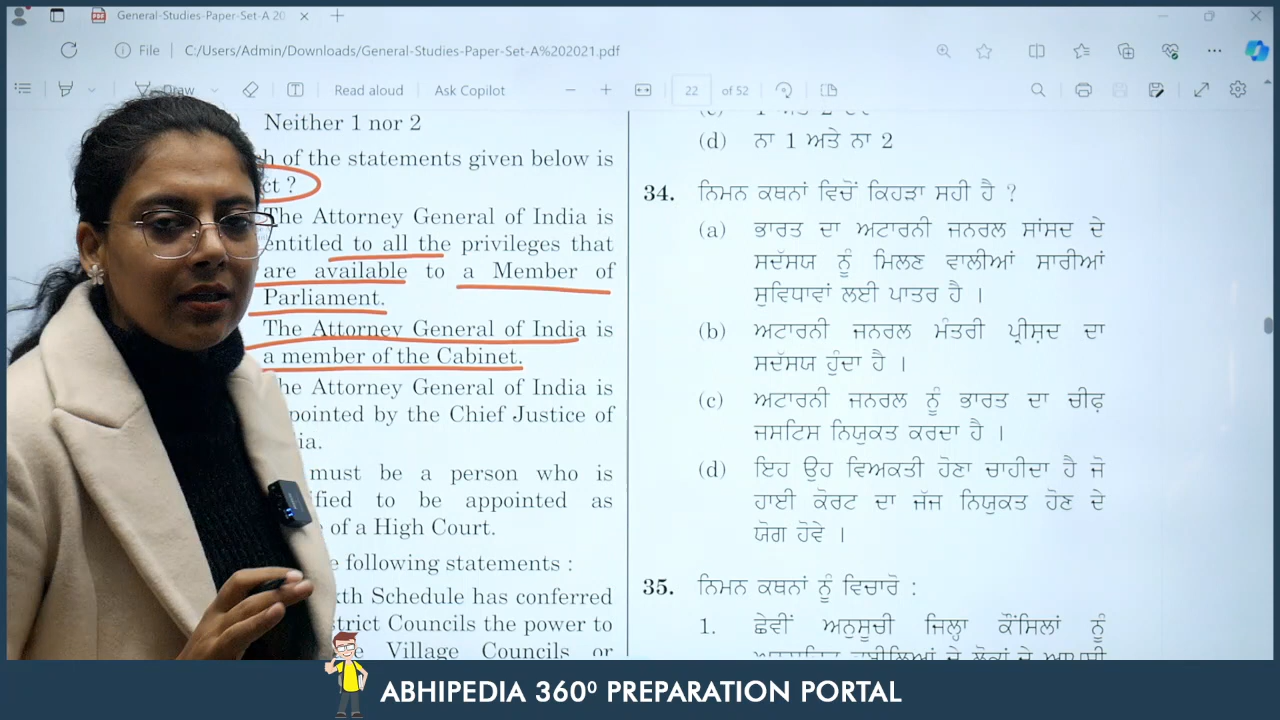 General-Studies-Paper-Set-A 20
File
C:/Users/Admin/Downloads/General-Studies-Paper-Set-A%202021.pdf
Draw
Read aloud
Ask Copilot
22
of 52
Neither 1 nor 2
h of the statements given below is
ct ?
The Attorney General of India is
entitled to all the privileges that
are available to a Member of
Parliament.
The Attorney General of India is
a member of the Cabinet.
he Attorney General of India is
pointed by the Chief Justice of
ia.
must be a person who is
ified to be appointed as
of a High Court.
e following statements :
xth Schedule has conferred
strict Councils the power to
Village Councils or
(d) ਨਾ 1 ਅਤੇ ਨਾ 2
34. ਨਿਮਨ ਕਥਨਾਂ ਵਿਚੋਂ ਕਿਹੜਾ ਸਹੀ ਹੈ ?
(a) ਭਾਰਤ ਦਾ ਅਟਾਰਨੀ ਜਨਰਲ ਸਾਂਸਦ ਦੇ
ਸਦੱਸਯ ਨੂੰ ਮਿਲਣ ਵਾਲੀਆਂ ਸਾਰੀਆਂ
ਸੁਵਿਧਾਵਾਂ ਲਈ ਪਾਤਰ ਹੈ ।
(b) ਅਟਾਰਨੀ ਜਨਰਲ ਮੰਤਰੀ ਪ੍ਰੀਸ਼ਦ ਦਾ
ਸਦੱਸਯ ਹੁੰਦਾ ਹੈ ।
(c) ਅਟਾਰਨੀ ਜਨਰਲ ਨੂੰ ਭਾਰਤ ਦਾ ਚੀਫ਼
ਜਸਟਿਸ ਨਿਯੁਕਤ ਕਰਦਾ ਹੈ ।
(d) ਇਹ ਉਹ ਵਿਅਕਤੀ ਹੋਣਾ ਚਾਹੀਦਾ ਹੈ ਜੋ
ਹਾਈ ਕੋਰਟ ਦਾ ਜੱਜ ਨਿਯੁਕਤ ਹੋਣ ਦੇ
ਯੋਗ ਹੋਵੇ ।
35. ਨਿਮਨ ਕਥਨਾਂ ਨੂੰ ਵਿਚਾਰੋ :
1. ਛੇਵੀਂ ਅਨੁਸੂਚੀ ਜਿਲ੍ਹਾ ਕੌਂਸਿਲਾਂ ਨੂੰ
ABHIPEDIA 360⁰ PREPARATION PORTAL